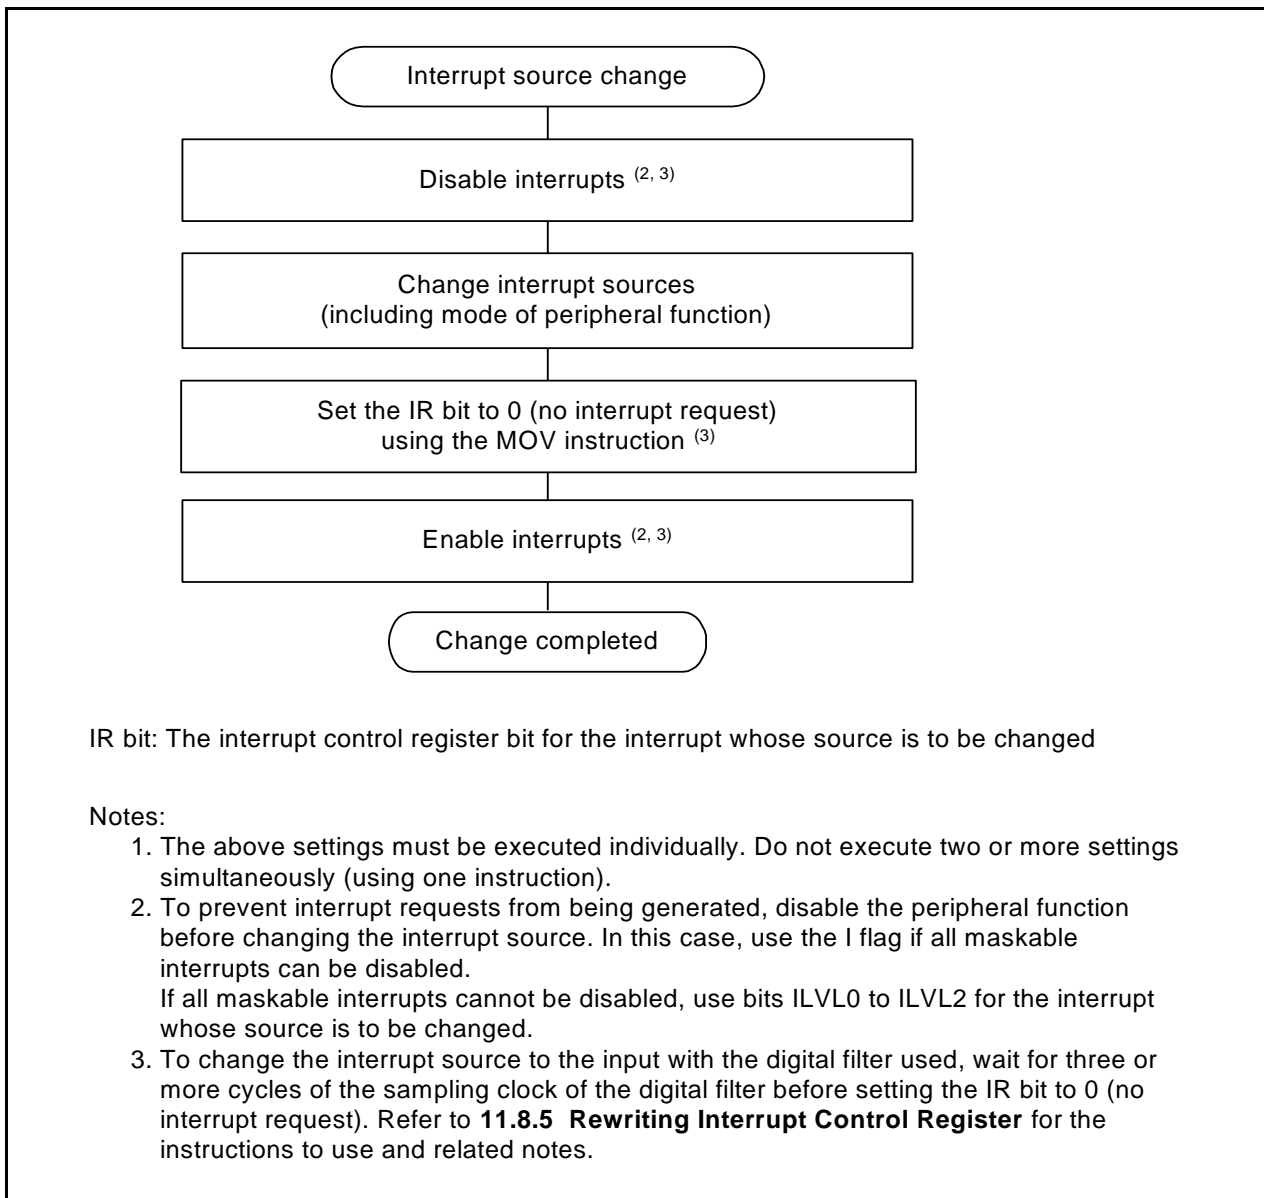 Interrupt source change
Disable interrupts (2, 3)
Change interrupt sources
(including mode of peripheral function)
Set the IR bit to 0 (no interrupt request)
using the MOV instruction (3)
Enable interrupts (2, 3)
Change completed
IR bit: The interrupt control register bit for the interrupt whose source is to be changed
Notes:
1. The above settings must be executed individually. Do not execute two or more settings
simultaneously (using one instruction).
2. To prevent interrupt requests from being generated, disable the peripheral function
before changing the interrupt source. In this case, use the I flag if all maskable
interrupts can be disabled.
If all maskable interrupts cannot be disabled, use bits ILVL0 to ILVL2 for the interrupt
whose source is to be changed.
3. To change the interrupt source to the input with the digital filter used, wait for three or
more cycles of the sampling clock of the digital filter before setting the IR bit to 0 (no
interrupt request). Refer to 11.8.5 Rewriting Interrupt Control Register for the
instructions to use and related notes.